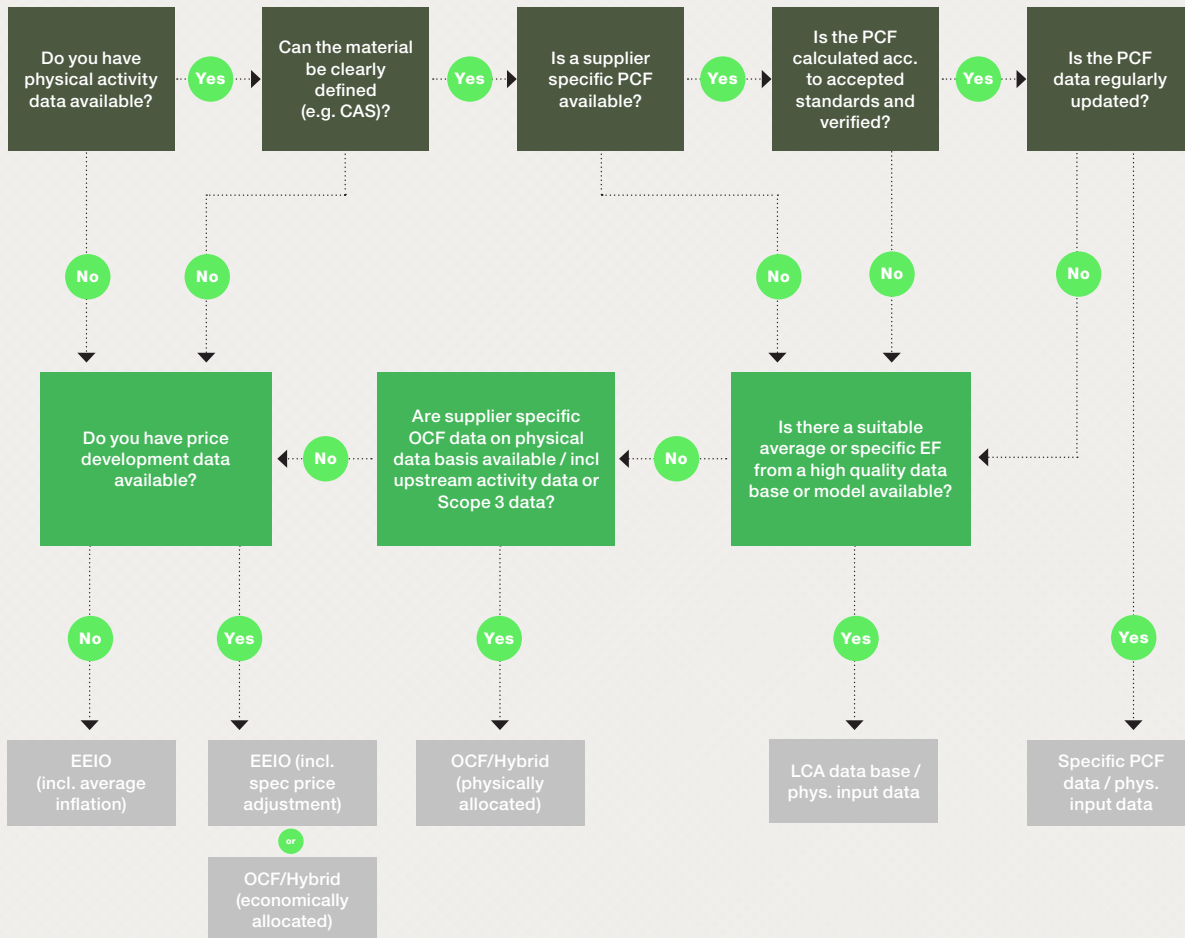 Do you have
physical activity
data available?
Yes
Can the material
be clearly
defined
(e.g. CAS)?
Yes
Is a supplier
specific PCF
available?
Yes
Is the PCF
calculated acc.
to accepted
standards and
verified?
Yes
Is the PCF
data regularly
updated?
No
No
No
No
No
Do you have price
development data
available?
No
Are supplier specific
OCF data on physical
data basis available / incl
upstream activity data or
Scope 3 data?
No
Is there a suitable
average or specific EF
from a high quality data
base or model available?
No
Yes
Yes
Yes
Yes
EEIO
(incl. average
inflation)
EEIO (incl.
spec price
adjustment)
or
OCF/Hybrid
(economically
allocated)
OCF/Hybrid
(physically
allocated)
LCA data base /
phys. input data
Specific PCF
data / phys.
input data